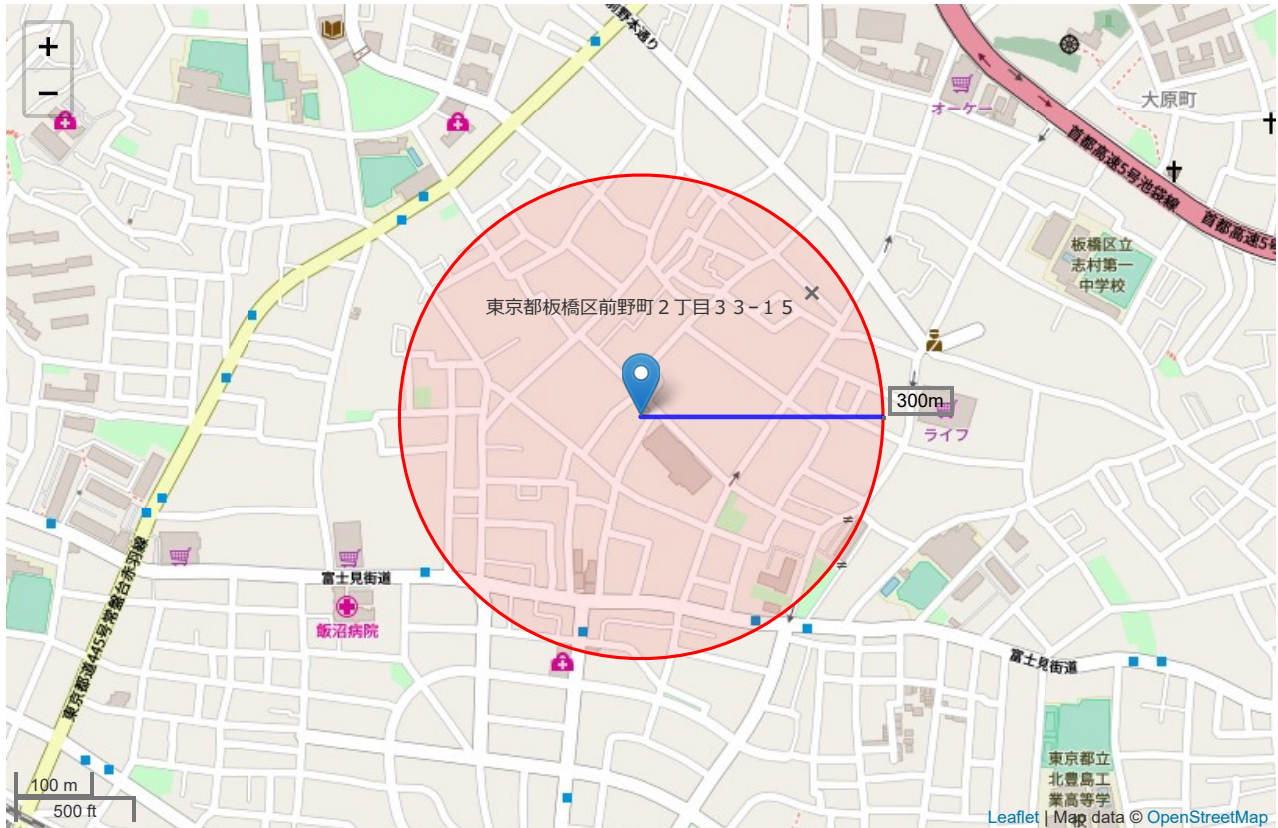 +
−
前野本通り
オーケー
大原町
首都高速5号池袋線
首都高速5号
板橋区立
志村第一
中学校
東京都板橋区前野町２丁目３３−１５
×
300m
ライフ
富士見街道
飯沼病院
東京都道445号常盤台赤羽線
富士見街道
東京都立
北豊島工
業高等学
校
100 m
500 ft
Leaflet | Map data © OpenStreetMap